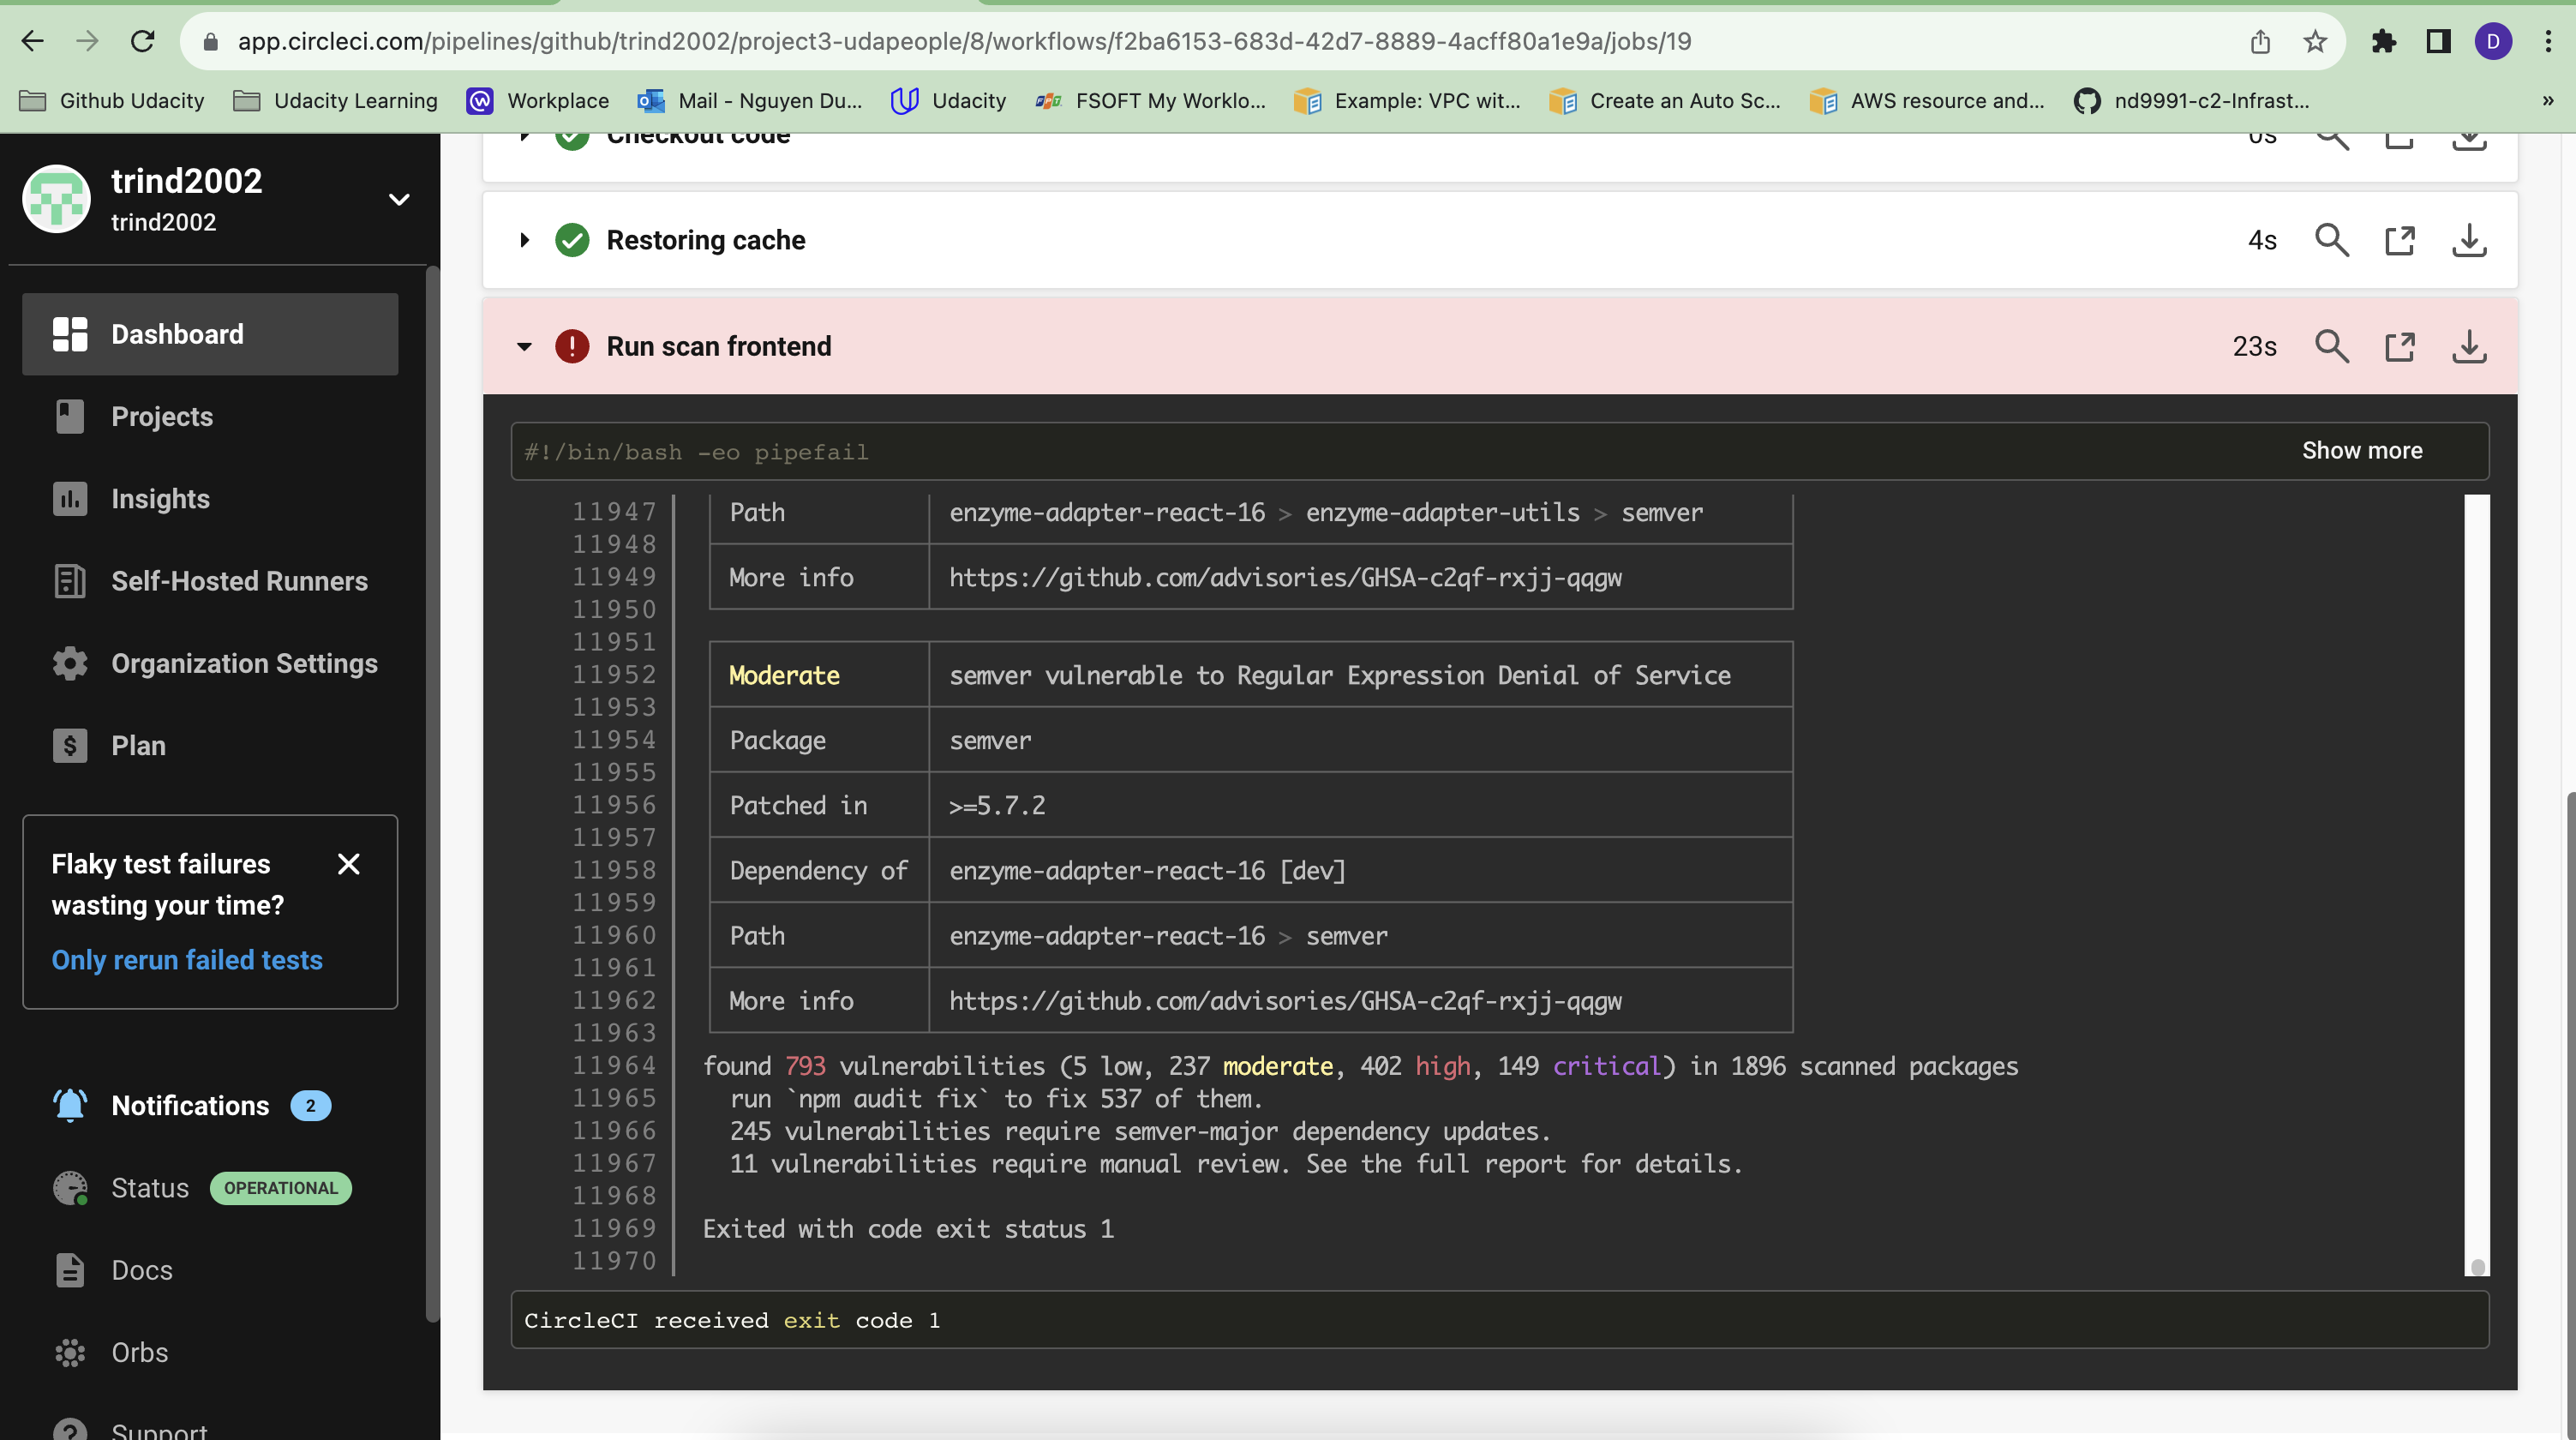 app.circleci.com/pipelines/github/trind2002/project3-udapeople/8/workflows/f2ba6153-683d-42d7-8889-4acff80a1e9a/jobs/19
D
Github Udacity
Udacity Learning
Workplace
Mail - Nguyen Du...
Udacity
FSOFT My Worklo...
Example: VPC wit...
Create an Auto Sc...
AWS resource and...
nd9991-c2-Infrast...
»
trind2002
trind2002
Dashboard
Projects
Insights
Self-Hosted Runners
Organization Settings
Plan
Flaky test failures
wasting your time?
Only rerun failed tests
Notifications 2
Status OPERATIONAL
Docs
Orbs
Support
Checkout code 0s
Restoring cache 4s
Run scan frontend 23s
#!/bin/bash -eo pipefail
Show more
11947 Path enzyme-adapter-react-16 > enzyme-adapter-utils > semver
11948
11949 More info https://github.com/advisories/GHSA-c2qf-rxjj-qqgw
11950
11951
11952 Moderate semver vulnerable to Regular Expression Denial of Service
11953
11954 Package semver
11955
11956 Patched in >=5.7.2
11957
11958 Dependency of enzyme-adapter-react-16 [dev]
11959
11960 Path enzyme-adapter-react-16 > semver
11961
11962 More info https://github.com/advisories/GHSA-c2qf-rxjj-qqgw
11963
11964 found 793 vulnerabilities (5 low, 237 moderate, 402 high, 149 critical) in 1896 scanned packages
11965 run `npm audit fix` to fix 537 of them.
11966 245 vulnerabilities require semver-major dependency updates.
11967 11 vulnerabilities require manual review. See the full report for details.
11968
11969 Exited with code exit status 1
11970
CircleCI received exit code 1